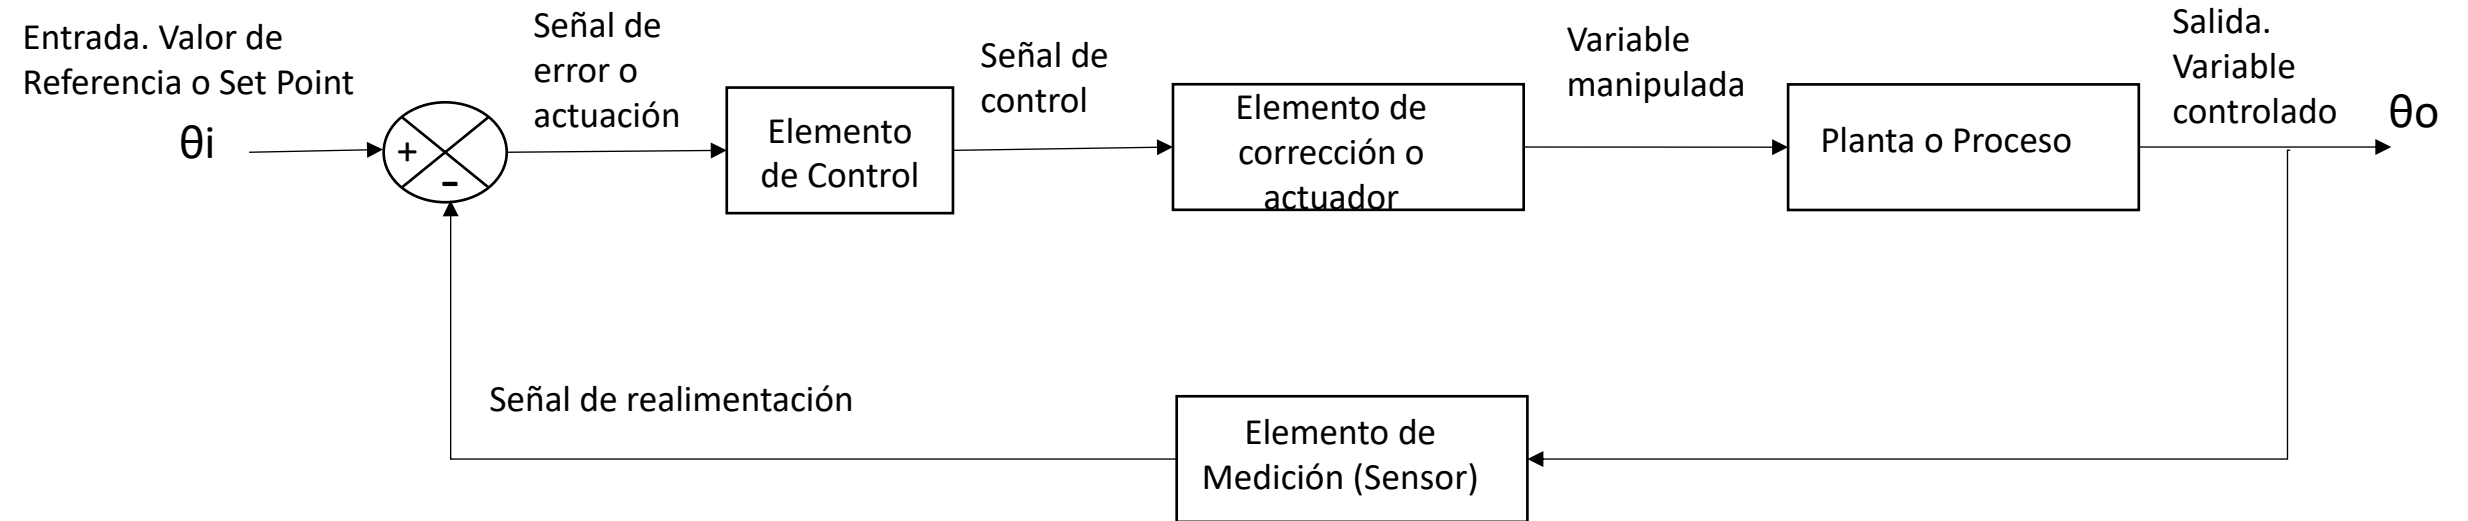 Entrada. Valor de
Referencia o Set Point
θi
+
-
Señal de
error o
actuación
Elemento
de Control
Señal de
control
Elemento de
corrección o
actuador
Variable
manipulada
Planta o Proceso
Salida.
Variable
controlado
θo
Señal de realimentación
Elemento de
Medición (Sensor)